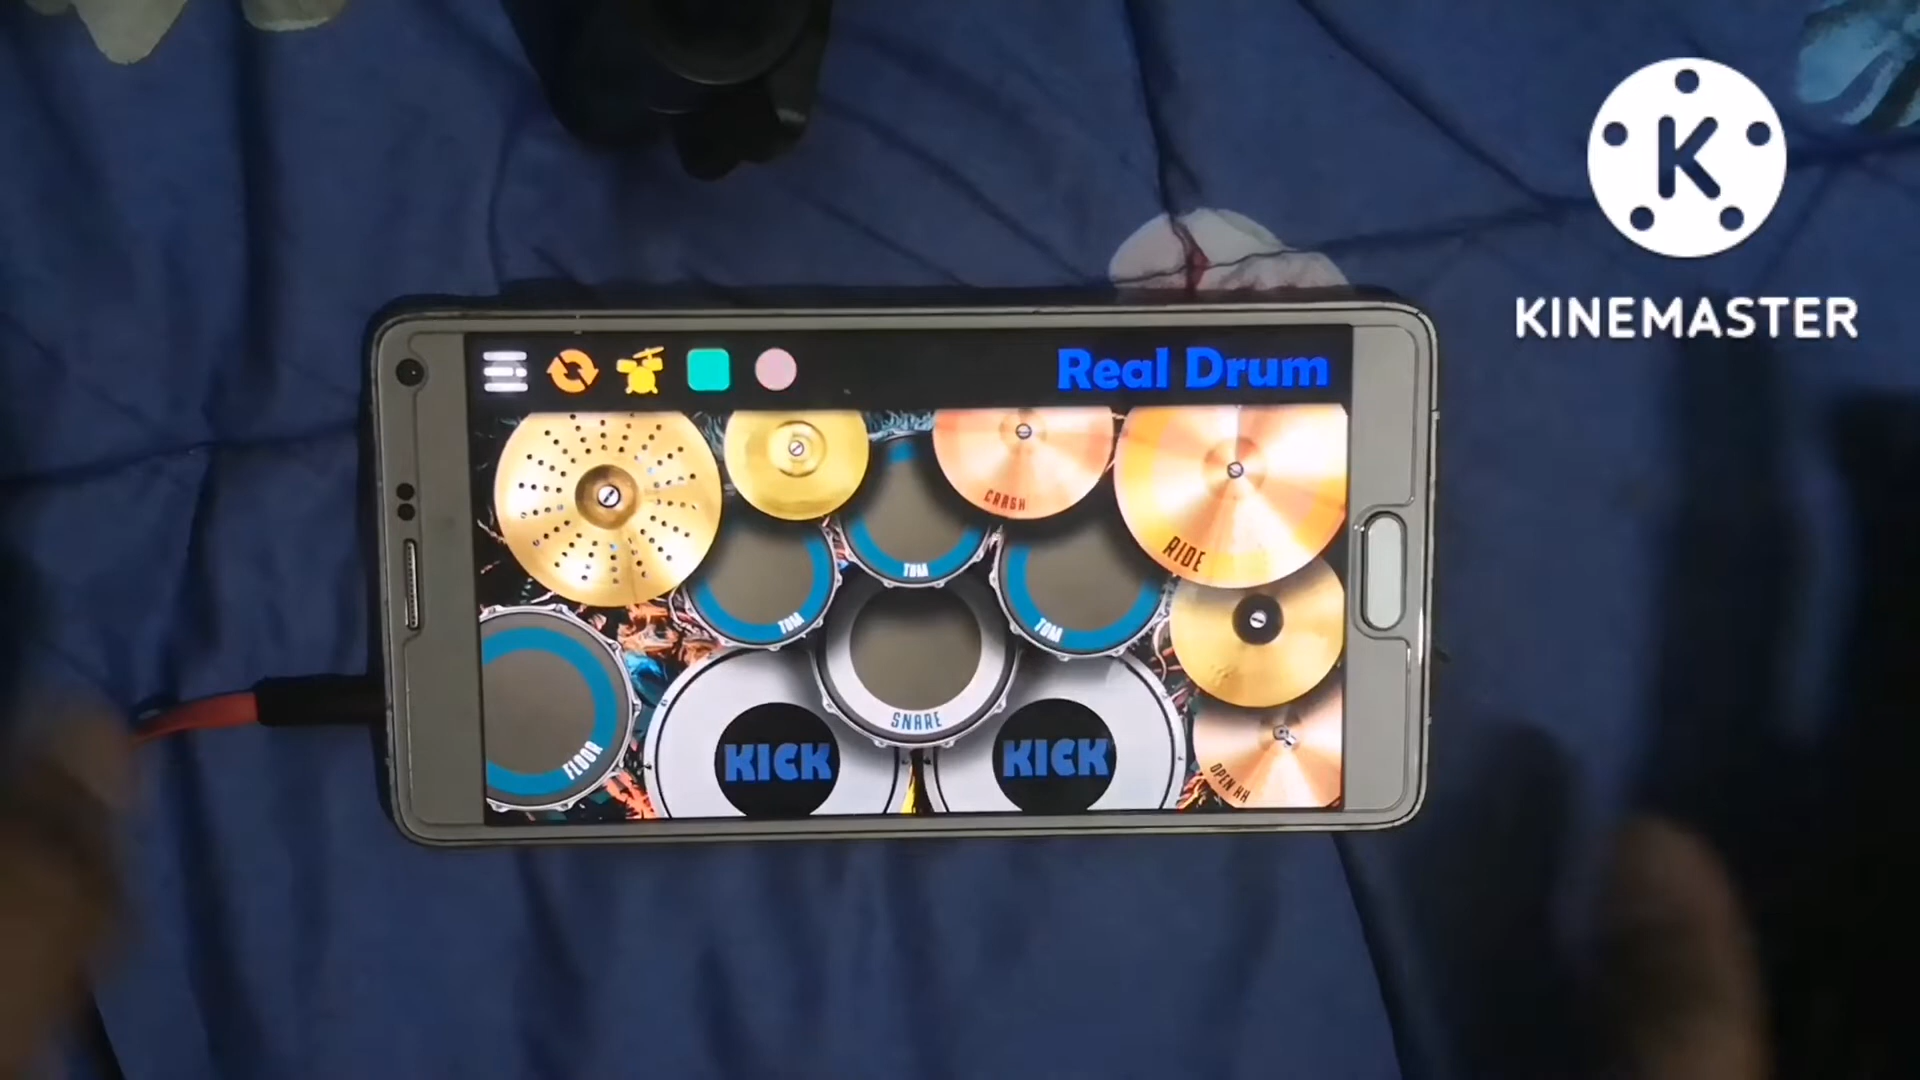 K
KINEMASTER
Real Drum
CRASH
RIDE
TOM
TOM
TOM
SNARE
FLOOR
KICK
KICK
OPEN HH